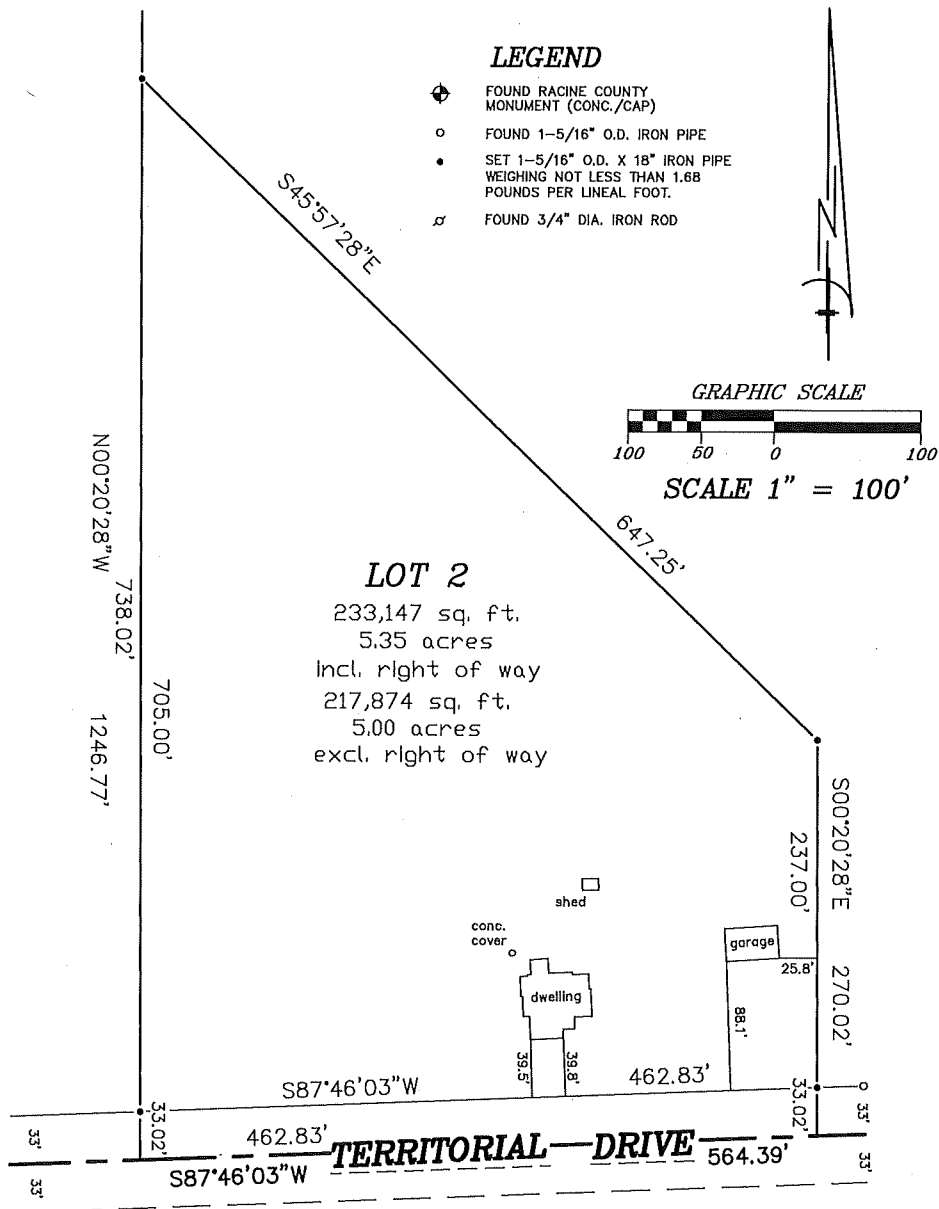 LEGEND
FOUND RACINE COUNTY
MONUMENT (CONC./CAP)
FOUND 1-5/16" O.D. IRON PIPE
SET 1-5/16" O.D. X 18" IRON PIPE
WEIGHING NOT LESS THAN 1.68
POUNDS PER LINEAL FOOT.
FOUND 3/4" DIA. IRON ROD
N
GRAPHIC SCALE
100 50 0 100
SCALE 1" = 100'
S45°57'28"E
647.25'
N00°20'28"W
738.02'
705.00'
1246.77'
LOT 2
233,147 sq. ft.
5.35 acres
incl. right of way
217,874 sq. ft.
5.00 acres
excl. right of way
S00°20'28"E
237.00'
270.02'
shed
conc.
cover
garage
25.8'
dwelling
88.1'
39.5'
39.8'
S87°46'03"W
462.83'
33.02'
33.02'
33'
33'
462.83'
TERRITORIAL DRIVE
564.39'
S87°46'03"W
33'
33'